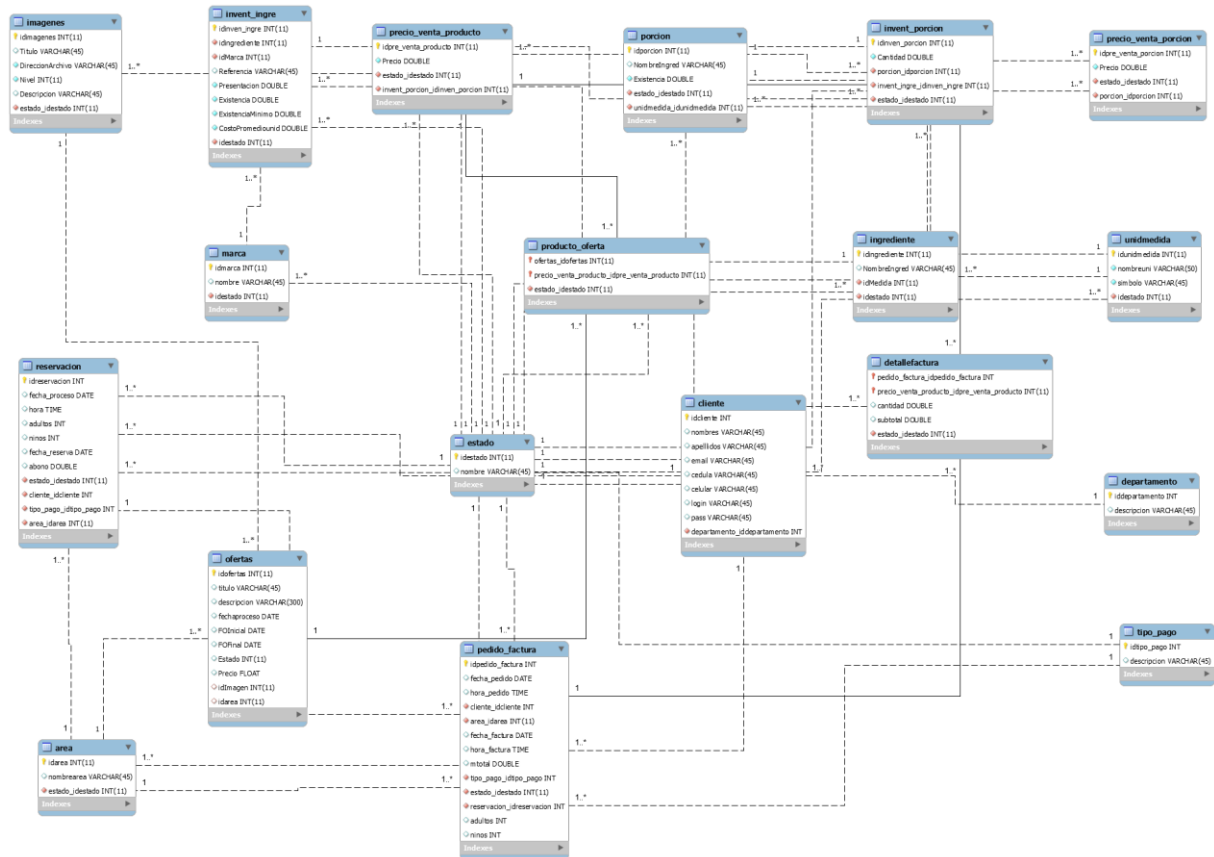 imagenes
idimagenes INT(11)
Titulo VARCHAR(45)
DireccionArchivo VARCHAR(45)
Nivel INT(11)
Descripcion VARCHAR(45)
estado_idestado INT(11)
Indexes
invent_ingre
idinven_ingre INT(11)
idingrediente INT(11)
idMarca INT(11)
Referencia VARCHAR(45)
Presentacion DOUBLE
Existencia DOUBLE
ExistenciaMinimo DOUBLE
CostoPromediounid DOUBLE
idestado INT(11)
Indexes
precio_venta_producto
idpre_venta_producto INT(11)
Precio DOUBLE
estado_idestado INT(11)
invent_porcion_idinven_porcion INT(11)
Indexes
porcion
idporcion INT(11)
NombreIngred VARCHAR(45)
Existencia DOUBLE
estado_idestado INT(11)
unidmedida_idunidmedida INT(11)
Indexes
invent_porcion
idinven_porcion INT(11)
Cantidad DOUBLE
porcion_idporcion INT(11)
invent_ingre_idinven_ingre INT(11)
estado_idestado INT(11)
Indexes
precio_venta_porcion
idpre_venta_porcion INT(11)
Precio DOUBLE
estado_idestado INT(11)
porcion_idporcion INT(11)
Indexes
marca
idmarca INT(11)
nombre VARCHAR(45)
idestado INT(11)
Indexes
producto_oferta
ofertas_idofertas INT(11)
precio_venta_producto_idpre_venta_producto INT(11)
estado_idestado INT(11)
Indexes
ingrediente
idingrediente INT(11)
NombreIngred VARCHAR(45)
idMedida INT(11)
idestado INT(11)
Indexes
unidmedida
idunidmedida INT(11)
nombreuni VARCHAR(50)
simbolo VARCHAR(45)
idestado INT(11)
Indexes
reservacion
idreservacion INT
fecha_proceso DATE
hora TIME
adultos INT
ninos INT
fecha_reserva DATE
abono DOUBLE
estado_idestado INT(11)
cliente_idcliente INT
tipo_pago_idtipo_pago INT
area_idarea INT(11)
Indexes
estado
idestado INT(11)
nombre VARCHAR(45)
Indexes
cliente
idcliente INT
nombres VARCHAR(45)
apellidos VARCHAR(45)
email VARCHAR(45)
cedula VARCHAR(45)
celular VARCHAR(45)
login VARCHAR(45)
pass VARCHAR(45)
departamento_iddepartamento INT
Indexes
detallefactura
pedido_factura_idpedido_factura INT
precio_venta_producto_idpre_venta_producto INT(11)
cantidad DOUBLE
subtotal DOUBLE
estado_idestado INT(11)
Indexes
departamento
iddepartamento INT
descripcion VARCHAR(45)
Indexes
ofertas
idofertas INT(11)
titulo VARCHAR(45)
descripcion VARCHAR(300)
fechaproceso DATE
FOInicial DATE
FOFinal DATE
Estado INT(11)
Precio FLOAT
idImagen INT(11)
idarea INT(11)
Indexes
pedido_factura
idpedido_factura INT
fecha_pedido DATE
hora_pedido TIME
cliente_idcliente INT
area_idarea INT(11)
fecha_factura DATE
hora_factura TIME
mtotal DOUBLE
tipo_pago_idtipo_pago INT
estado_idestado INT(11)
reservacion_idreservacion INT
adultos INT
ninos INT
Indexes
tipo_pago
idtipo_pago INT
descripcion VARCHAR(45)
Indexes
area
idarea INT(11)
nombrearea VARCHAR(45)
estado_idestado INT(11)
Indexes